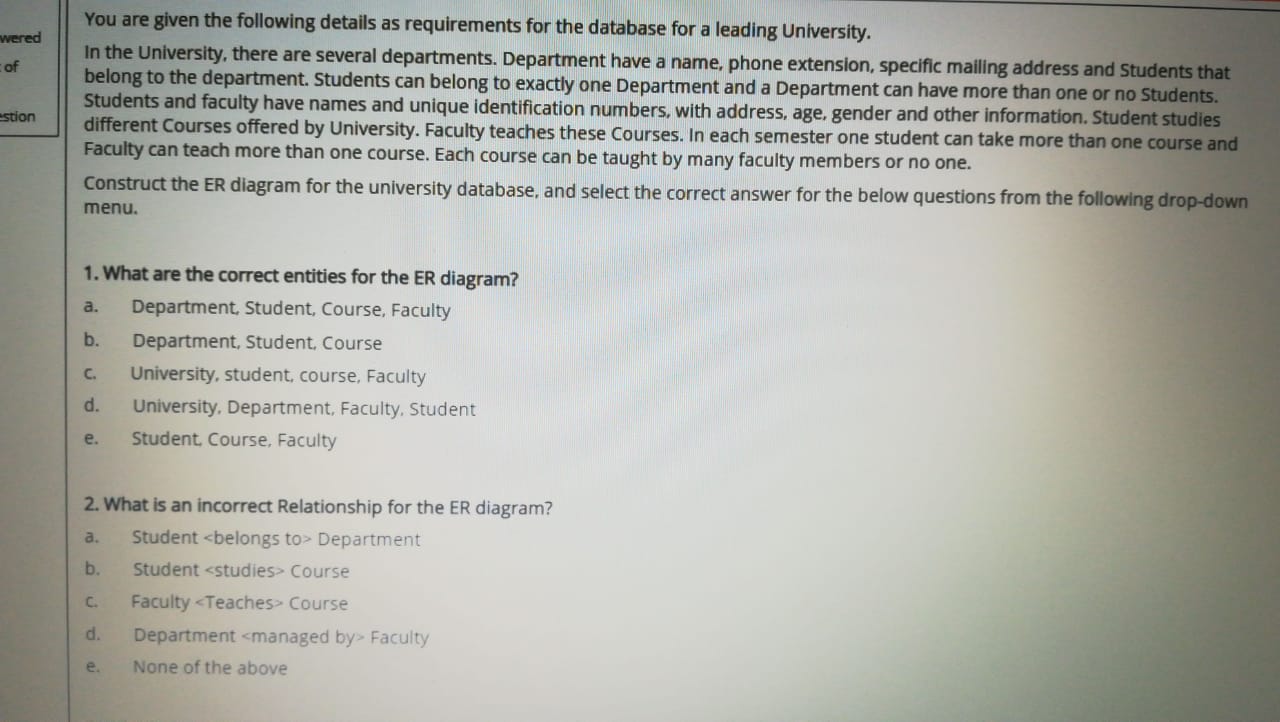 wered
of
estion
You are given the following details as requirements for the database for a leading University.
In the University, there are several departments. Department have a name, phone extension, specific mailing address and Students that
belong to the department. Students can belong to exactly one Department and a Department can have more than one or no Students.
Students and faculty have names and unique identification numbers, with address, age, gender and other information. Student studies
different Courses offered by University. Faculty teaches these Courses. In each semester one student can take more than one course and
Faculty can teach more than one course. Each course can be taught by many faculty members or no one.
Construct the ER diagram for the university database, and select the correct answer for the below questions from the following drop-down
menu.
1. What are the correct entities for the ER diagram?
a. Department, Student, Course, Faculty
b. Department, Student, Course
c. University, student, course, Faculty
d. University, Department, Faculty, Student
e. Student, Course, Faculty
2. What is an incorrect Relationship for the ER diagram?
a. Student <belongs to> Department
b. Student <studies> Course
c. Faculty <Teaches> Course
d. Department <managed by> Faculty
e. None of the above